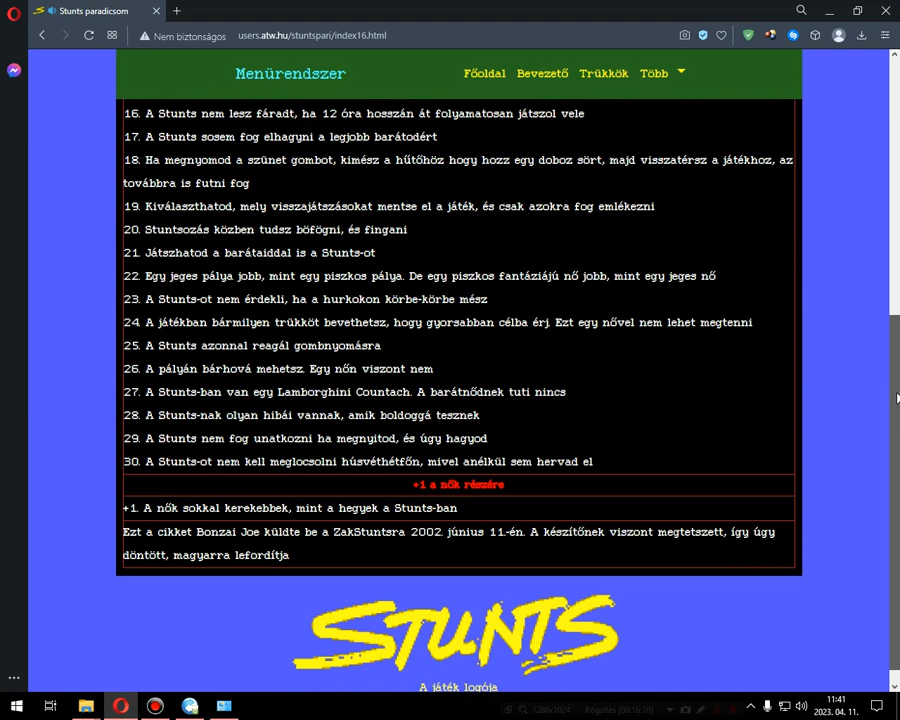 Stunts paradicsom
Nem biztonságos users.atw.hu/stuntspari/index16.html
Menürendszer Főoldal Bevezető Trükkök Több
16. A Stunts nem lesz fáradt, ha 12 óra hosszán át folyamatosan játszol vele
17. A Stunts sosem fog elhagyni a legjobb barátodért
18. Ha megnyomod a szünet gombot, kimész a hűtőhöz hogy hozz egy doboz sört, majd visszatérsz a játékhoz, az
továbbra is futni fog
19. Kiválaszthatod, mely visszajátszásokat mentse el a játék, és csak azokra fog emlékezni
20. Stuntsozás közben tudsz böfögni, és fingani
21. Játszhatod a barátaiddal is a Stunts-ot
22. Egy jeges pálya jobb, mint egy piszkos pálya. De egy piszkos fantáziájú nő jobb, mint egy jeges nő
23. A Stunts-ot nem érdekli, ha a hurkokon körbe-körbe mész
24. A játékban bármilyen trükköt bevethetsz, hogy gyorsabban célba érj. Ezt egy nővel nem lehet megtenni
25. A Stunts azonnal reagál gombnyomásra
26. A pályán bárhová mehetsz. Egy nőn viszont nem
27. A Stunts-ban van egy Lamborghini Countach. A barátnődnek tuti nincs
28. A Stunts-nak olyan hibái vannak, amik boldoggá tesznek
29. A Stunts nem fog unatkozni ha megnyitod, és úgy hagyod
30. A Stunts-ot nem kell meglocsolni húsvéthétfőn, mivel anélkül sem hervad el
+1 a nők részére
+1. A nők sokkal kerekebbek, mint a hegyek a Stunts-ban
Ezt a cikket Bonzai Joe küldte be a ZakStuntsra 2002. június 11.-én. A készítőnek viszont megtetszett, így úgy
döntött, magyarra lefordítja
STUNTS
A játék logója
1280x1024 Rögzítés [00:16:10]
11:41
2023. 04. 11.